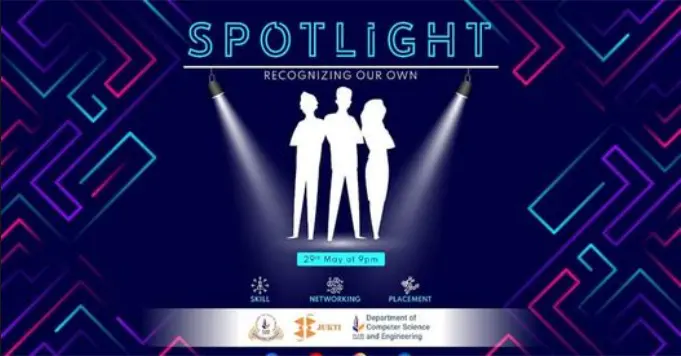 SPOTLIGHT
RECOGNIZING OUR OWN
29th May at 9pm
SKILL
NETWORKING
PLACEMENT
JUKTI
Department of
Computer Science
and Engineering